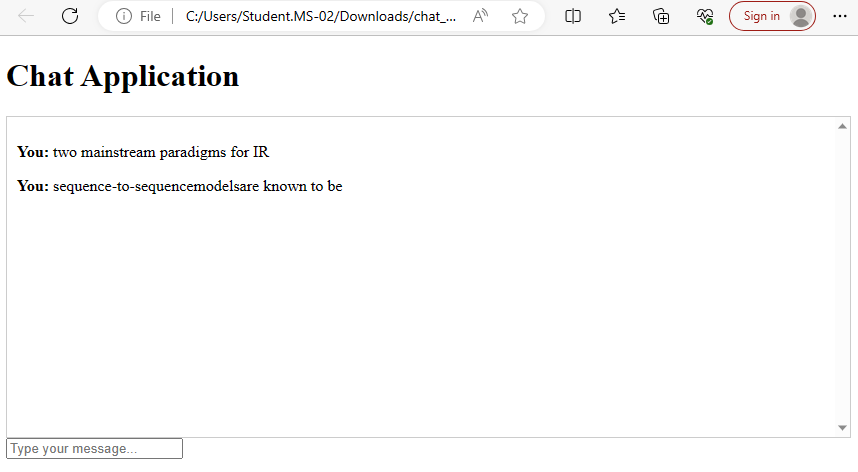 File C:/Users/Student.MS-02/Downloads/chat_... A Sign in
Chat Application
You: two mainstream paradigms for IR
You: sequence-to-sequencemodelsare known to be
Type your message...